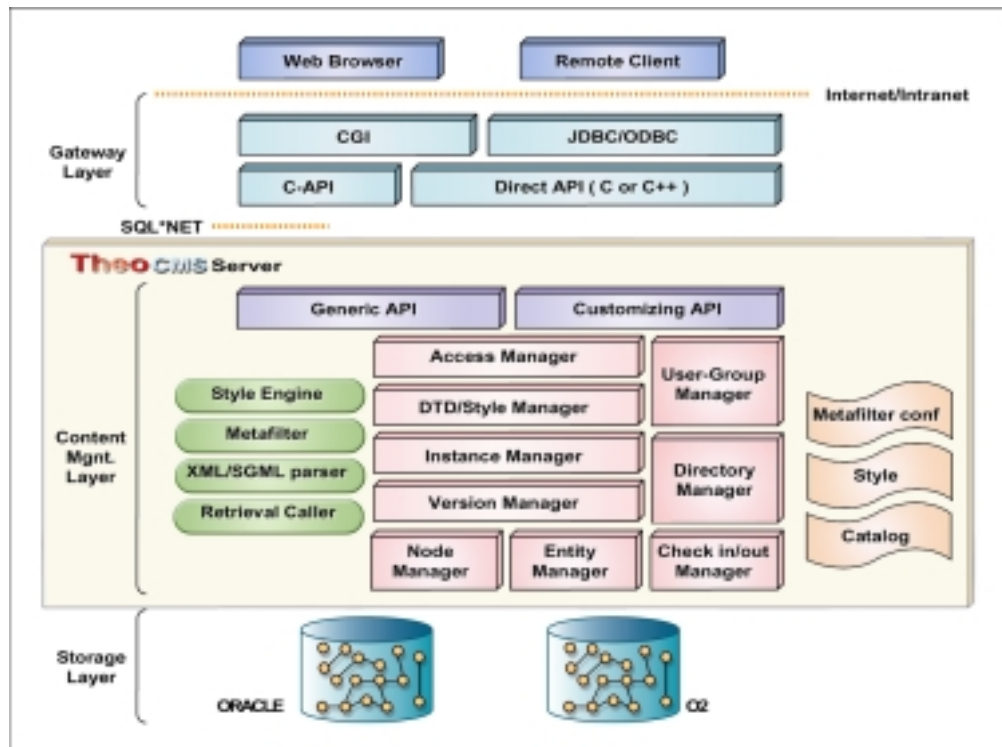 Web Browser
Remote Client
Internet/Intranet
Gateway
Layer
CGI
JDBC/ODBC
C-API
Direct API ( C or C++ )
SQL*NET
Theo CMS Server
Generic API
Customizing API
Content
Mgnt.
Layer
Style Engine
Metafilter
XML/SGML parser
Retrieval Caller
Access Manager
DTD/Style Manager
Instance Manager
Version Manager
User-Group
Manager
Directory
Manager
Node
Manager
Entity
Manager
Check in/out
Manager
Metafilter conf
Style
Catalog
Storage
Layer
ORACLE
O2